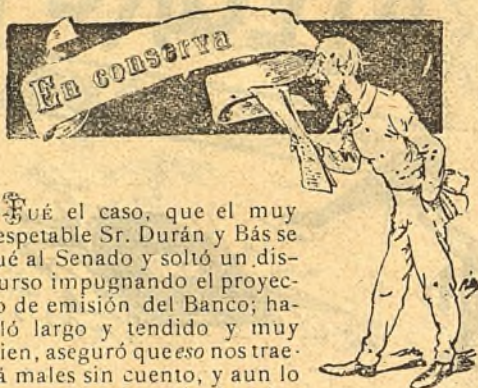 En conserva
FUÉ el caso, que el muy
espetable Sr. Durán y Bás se
ué al Senado y soltó un dis-
urso impugnando el proyec-
o de emisión del Banco; ha-
ló largo y tendido y muy
ien, aseguró que eso nos trae-
á males sin cuento, y aun lo